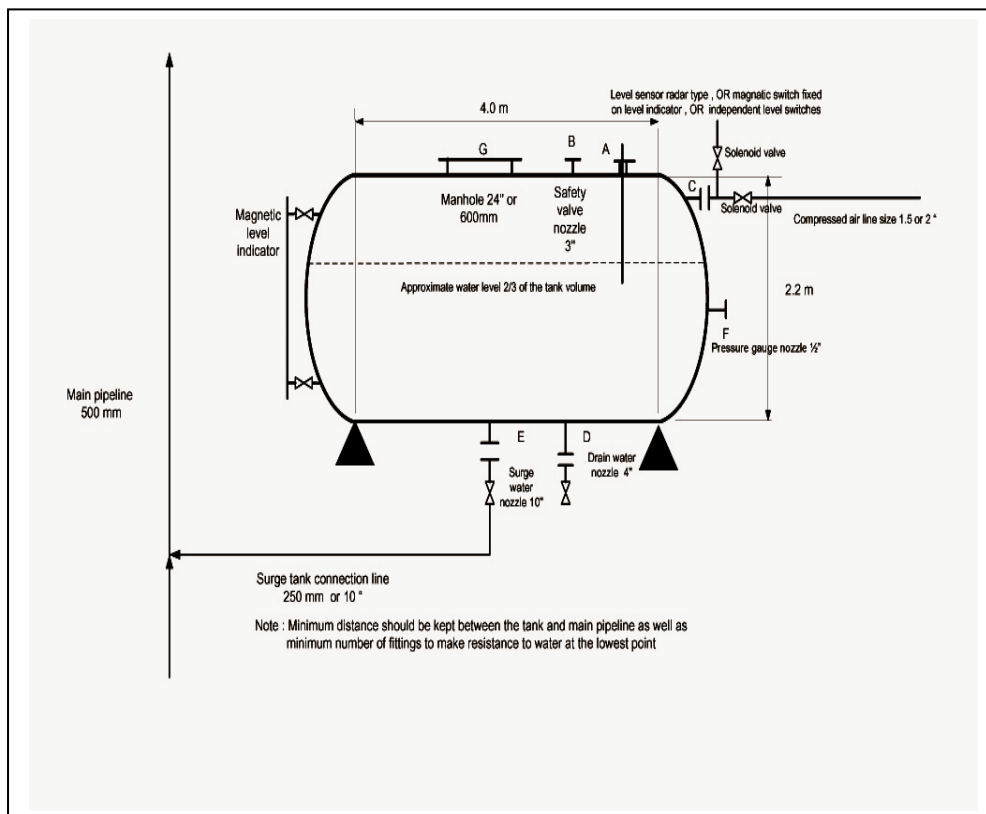 Level sensor radar type , OR magnetic switch fixed
on level indicator , OR independent level switches
4.0 m
Solenoid valve
G
B
A
C
Manhole 24" or
600mm
Safety
valve
nozzle
3"
Solenoid valve
Compressed air line size 1.5 or 2 "
Magnetic
level
indicator
Approximate water level 2/3 of the tank volume
2.2 m
F
Pressure gauge nozzle ½"
Main pipeline
500 mm
E
D
Surge
water
nozzle 10"
Drain water
nozzle 4"
Surge tank connection line
250 mm or 10 "
Note : Minimum distance should be kept between the tank and main pipeline as well as
minimum number of fittings to make resistance to water at the lowest point